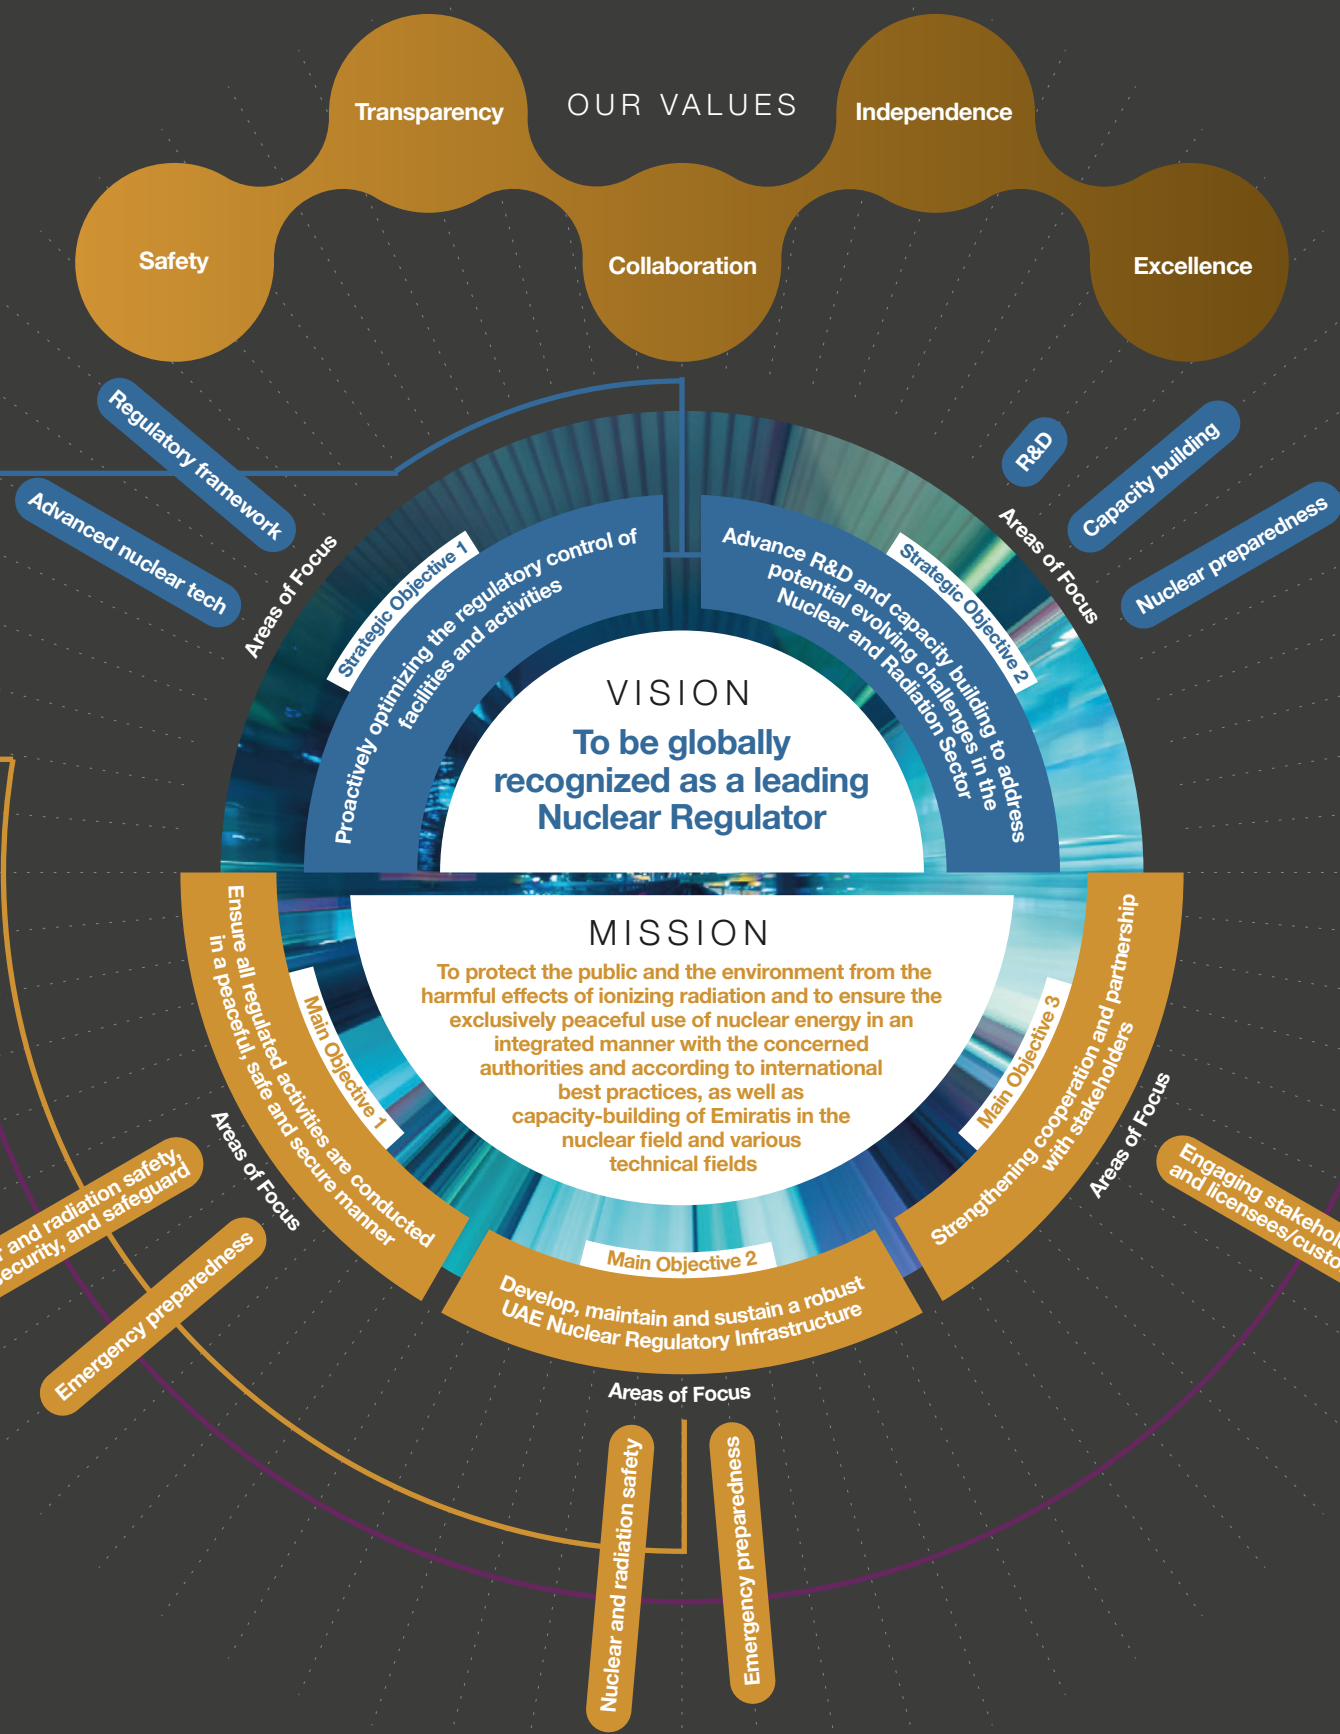 OUR VALUES
Safety
Transparency
Collaboration
Independence
Excellence
Regulatory framework
Advanced nuclear tech
Areas of Focus
Strategic Objective 1
Proactively optimizing the regulatory control of
facilities and activities
R&D
Capacity building
Nuclear preparedness
Areas of Focus
Strategic Objective 2
Advance R&D and capacity building to address
potential evolving challenges in the
Nuclear and Radiation Sector
VISION
To be globally
recognized as a leading
Nuclear Regulator
MISSION
To protect the public and the environment from the
harmful effects of ionizing radiation and to ensure the
exclusively peaceful use of nuclear energy in an
integrated manner with the concerned
authorities and according to international
best practices, as well as
capacity-building of Emiratis in the
nuclear field and various
technical fields
Main Objective 1
Ensure all regulated activities are conducted
in a peaceful, safe and secure manner
Areas of Focus
and radiation safety,
security, and safeguard
Emergency preparedness
Main Objective 2
Develop, maintain and sustain a robust
UAE Nuclear Regulatory Infrastructure
Areas of Focus
Nuclear and radiation safety
Emergency preparedness
Main Objective 3
Strengthening cooperation and partnership
with stakeholders
Areas of Focus
Engaging
and